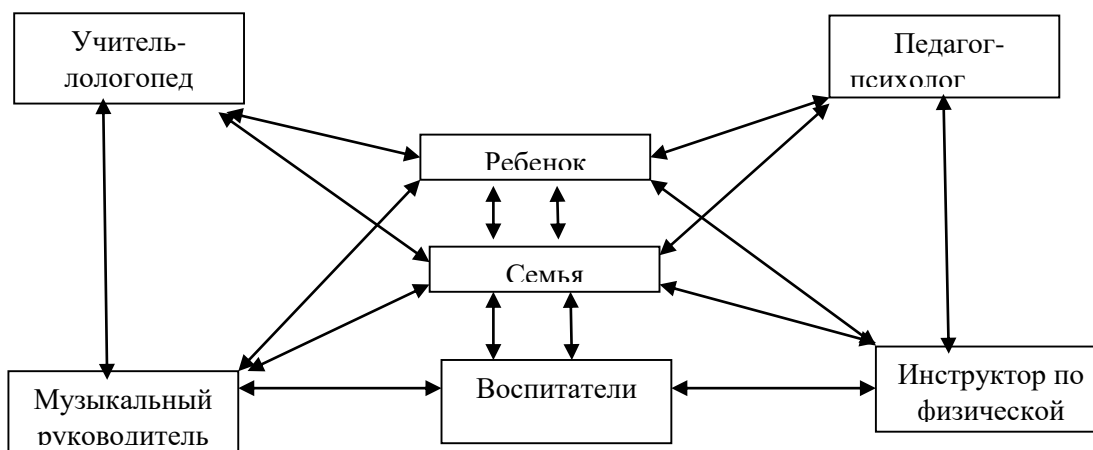 Учитель-
лологопед
Педагог-
психолог
Ребенок
Семья
Музыкальный
руководитель
Воспитатели
Инструктор по
физической